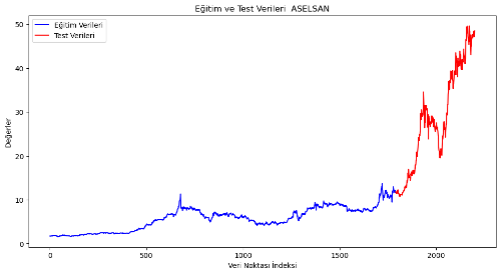 Eğitim ve Test Verileri ASELSAN
Eğitim Verileri
Test Verileri
Değerler
50
40
30
20
10
0
0 500 1000 1500 2000
Veri Noktası İndeksi